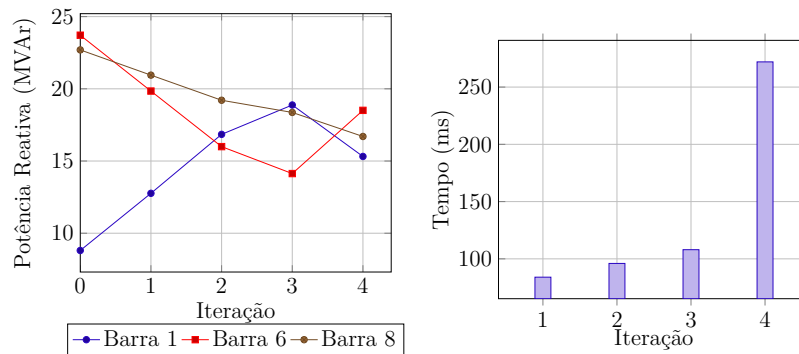 Potência Reativa (MVAr)
25
20
15
10
0 1 2 3 4
Iteração
Barra 1 Barra 6 Barra 8
Tempo (ms)
250
200
150
100
1 2 3 4
Iteração